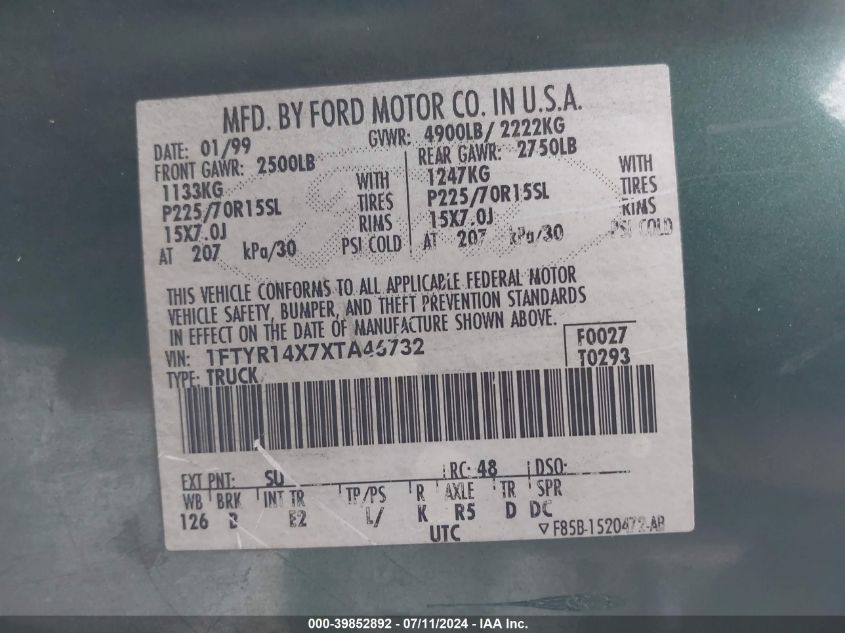 MFD. BY FORD MOTOR CO. IN U.S.A.
DATE: 01/99 GVWR: 4900LB/ 2222KG
FRONT GAWR: 2500LB REAR GAWR: 2750LB
1133KG WITH 1247KG WITH
P225/70R15SL TIRES P225/70R15SL TIRES
15X7.0J RIMS 15X7.0J RIMS
AT 207 kPa/30 PSI COLD AT 207 kPa/30 PSI COLD
THIS VEHICLE CONFORMS TO ALL APPLICABLE FEDERAL MOTOR
VEHICLE SAFETY, BUMPER, AND THEFT PREVENTION STANDARDS
IN EFFECT ON THE DATE OF MANUFACTURE SHOWN ABOVE.
VIN: 1FTYR14X7XTA46732 F0027
TYPE: TRUCK T0293
EXT PNT: SU RC: 48 DSO:
WB BRK INT TR TP/PS R AXLE TR SPR
126 E2 L/ K R5 D DC
UTC ▽ F85B-1520472-AB
000-39852892 - 07/11/2024 - IAA Inc.